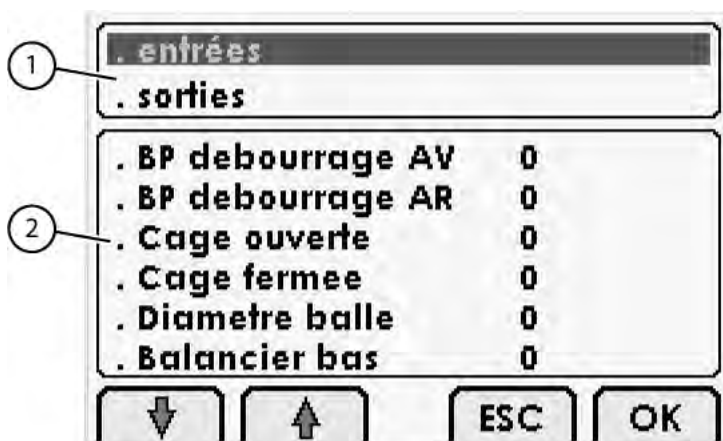 1
. entrées
. sorties
2
. BP debourrage AV 0
. BP debourrage AR 0
. Cage ouverte 0
. Cage fermee 0
. Diametre balle 0
. Balancier bas 0
ESC OK